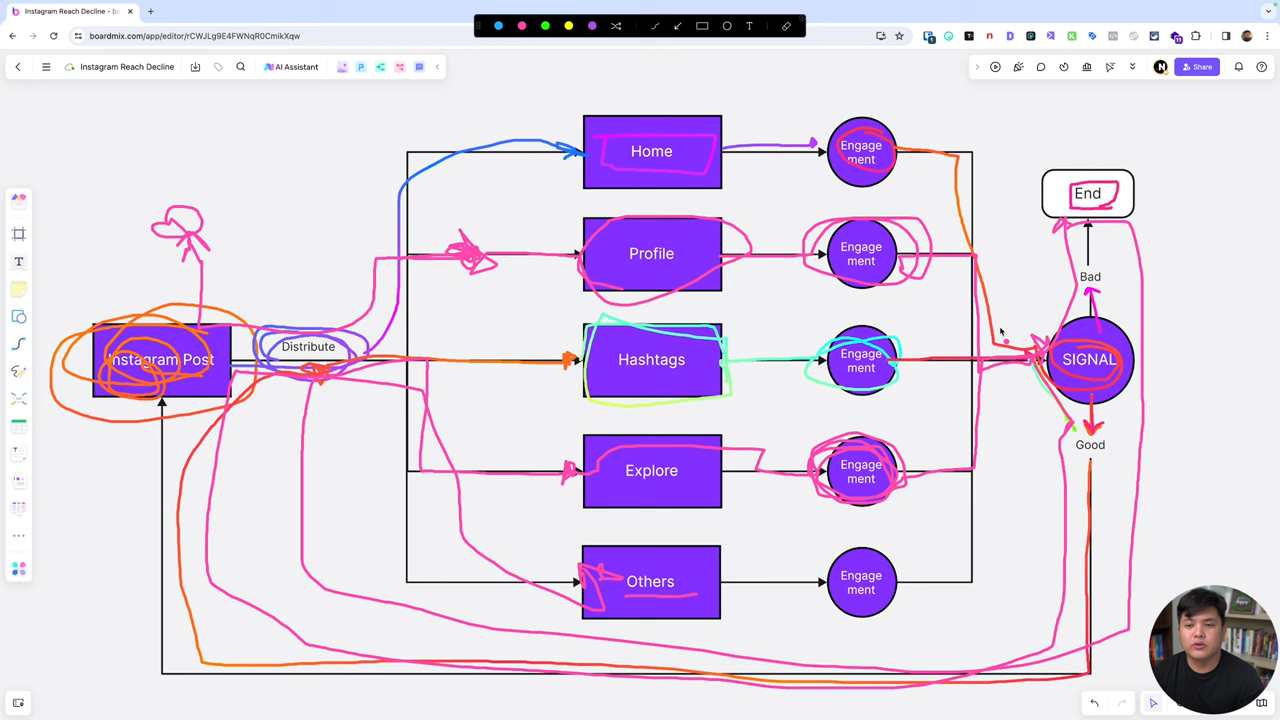 Instagram Reach Decline - bo
boardmix.com/app/editor/rCWJLg9E4FWNqR0CmikXqw
T
Instagram Reach Decline
AI Assistant
Share
Home
Engage
ment
End
Profile
Engage
ment
Bad
Instagram Post
Distribute
Hashtags
Engage
ment
SIGNAL
Good
Explore
Engage
ment
Others
Engage
ment